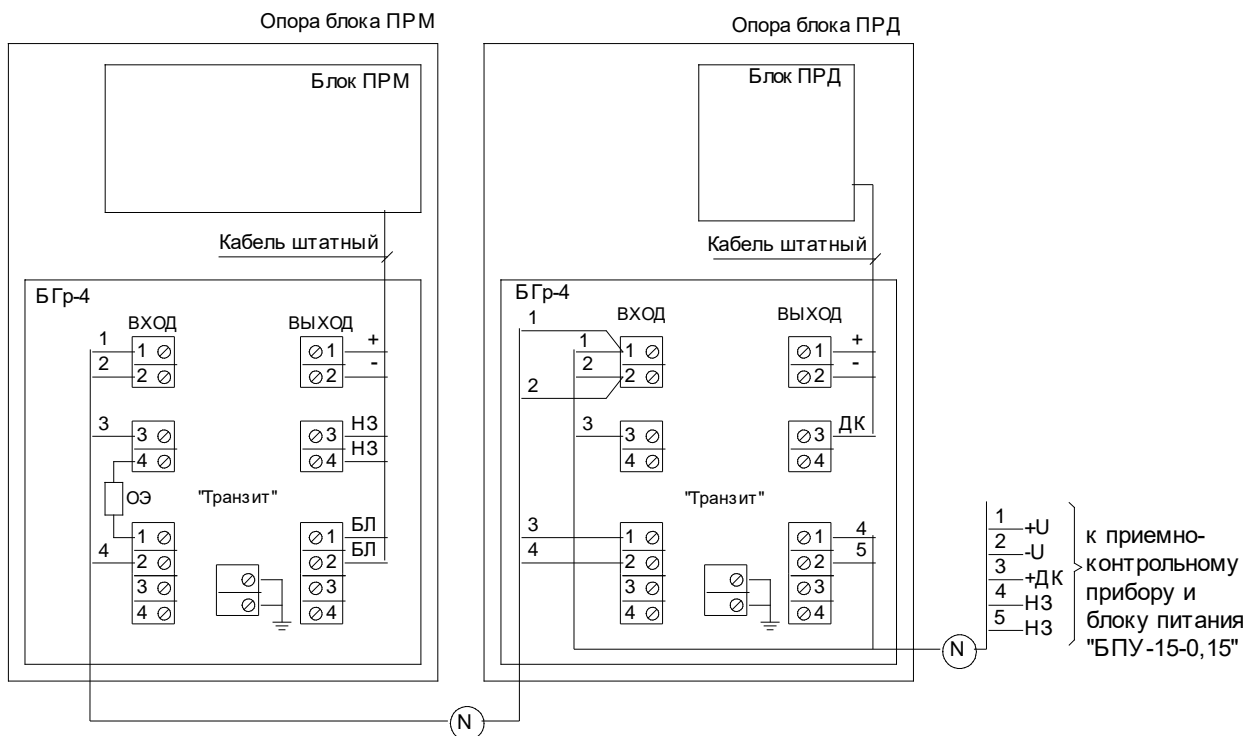 Опора блока ПРМ
Блок ПРМ
Кабель штатный
БГр-4
ВХОД
ВЫХОД
1
1
1
+
2
2
2
-
3
3
3
НЗ
4
4
НЗ
ОЭ
"Транзит"
1
1
БЛ
4
2
2
БЛ
3
3
4
4
N
Опора блока ПРД
Блок ПРД
Кабель штатный
БГр-4
1
ВХОД
ВЫХОД
1
1
1
+
2
2
2
-
2
3
3
3
ДК
4
4
"Транзит"
3
1
1
4
4
2
2
5
3
3
4
4
N
1
+U
2
-U
3
+ДК
4
НЗ
5
НЗ
к приемно-
контрольному
прибору и
блоку питания
"БПУ-15-0,15"